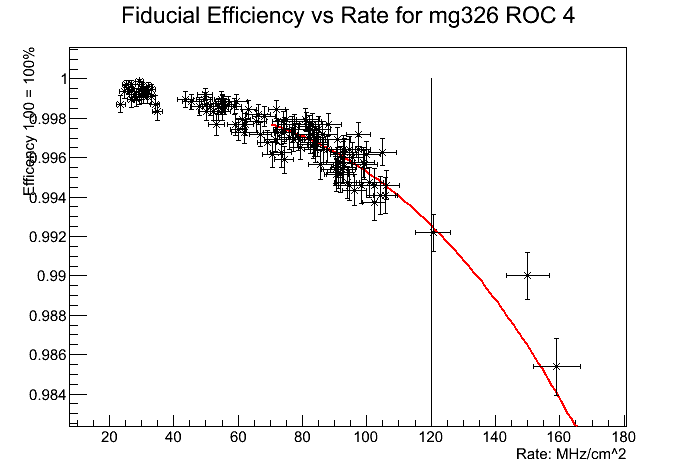 Fiducial Efficiency vs Rate for mg326 ROC 4
Efficency 1.00 = 100%
1
0.998
0.996
0.994
0.992
0.99
0.988
0.986
0.984
20 40 60 80 100 120 140 160 180
Rate: MHz/cm^2